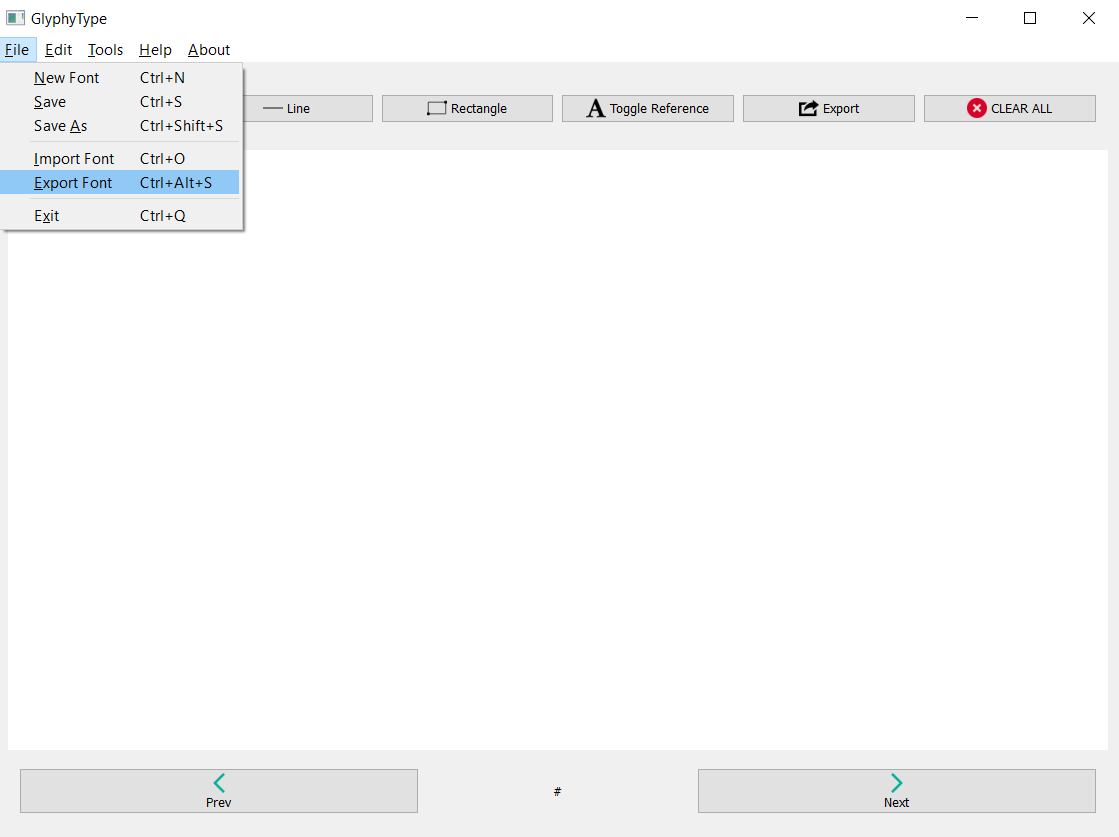 GlyphyType
File Edit Tools Help About
New Font Ctrl+N
Save Ctrl+S
Save As Ctrl+Shift+S
Import Font Ctrl+O
Export Font Ctrl+Alt+S
Exit Ctrl+Q
Line Rectangle Toggle Reference Export CLEAR ALL
Prev # Next